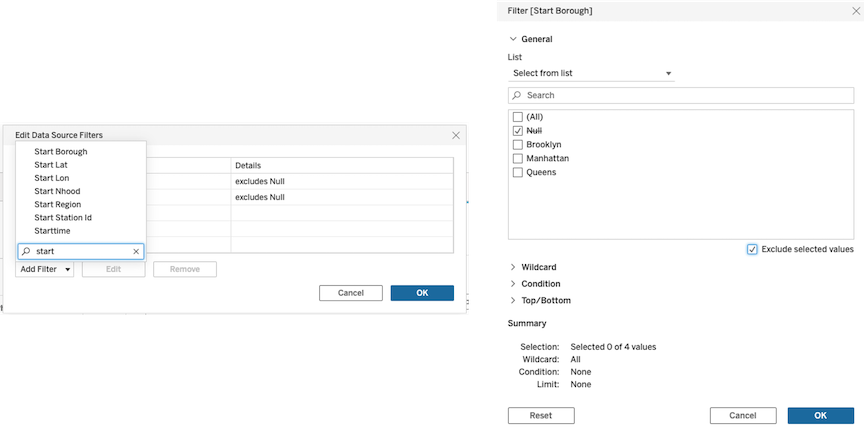 Edit Data Source Filters
Start Borough
Start Lat
Start Lon
Start Nhood
Start Region
Start Station Id
Starttime
start
Details
excludes Null
excludes Null
Add Filter
Edit
Remove
Cancel
OK
Filter [Start Borough]
General
List
Select from list
Search
(All)
Null
Brooklyn
Manhattan
Queens
Exclude selected values
Wildcard
Condition
Top/Bottom
Summary
Selection: Selected 0 of 4 values
Wildcard: All
Condition: None
Limit: None
Reset
Cancel
OK